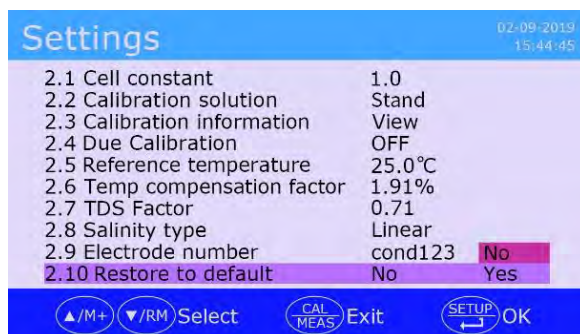 Settings 02-09-2019
15:44:45
2.1 Cell constant 1.0
2.2 Calibration solution Stand
2.3 Calibration information View
2.4 Due Calibration OFF
2.5 Reference temperature 25.0℃
2.6 Temp compensation factor 1.91%
2.7 TDS Factor 0.71
2.8 Salinity type Linear
2.9 Electrode number cond123 No
2.10 Restore to default No Yes
▲/M+ ▼/RM Select CAL MEAS Exit SETUP ↵ OK